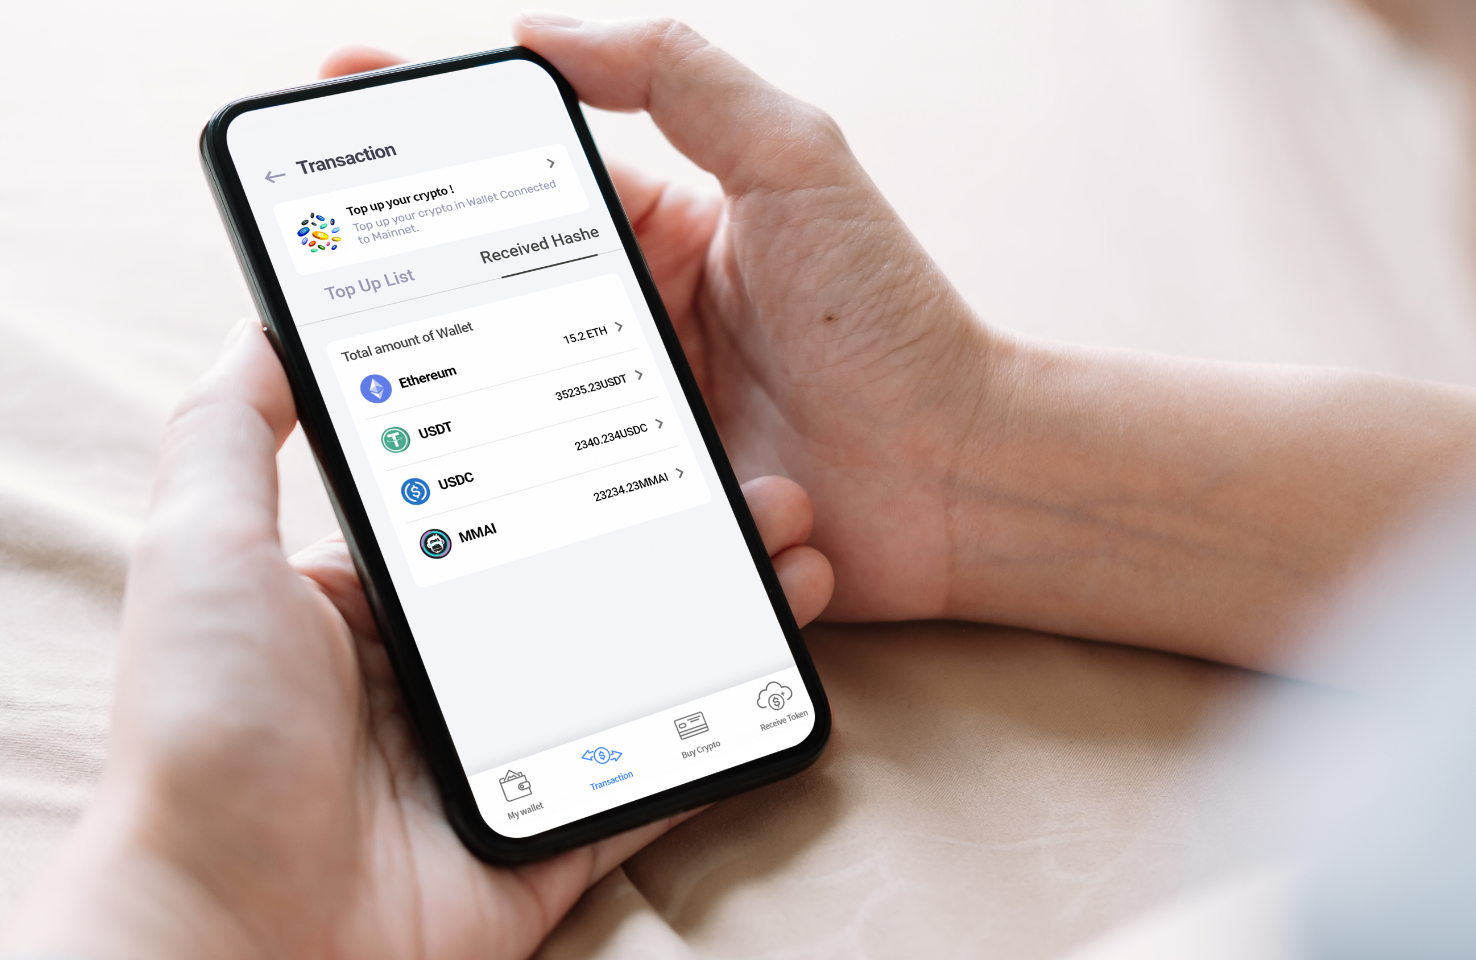 Transaction
Top up your crypto !
Top up your crypto in Wallet Connected
to Mainnet.
Top Up List
Received Hashe
Total amount of Wallet
Ethereum
15.2 ETH
USDT
35235.23USDT
USDC
2340.234USDC
MMAI
23234.23MMAI
My wallet
Transaction
Buy Crypto
Receive Token